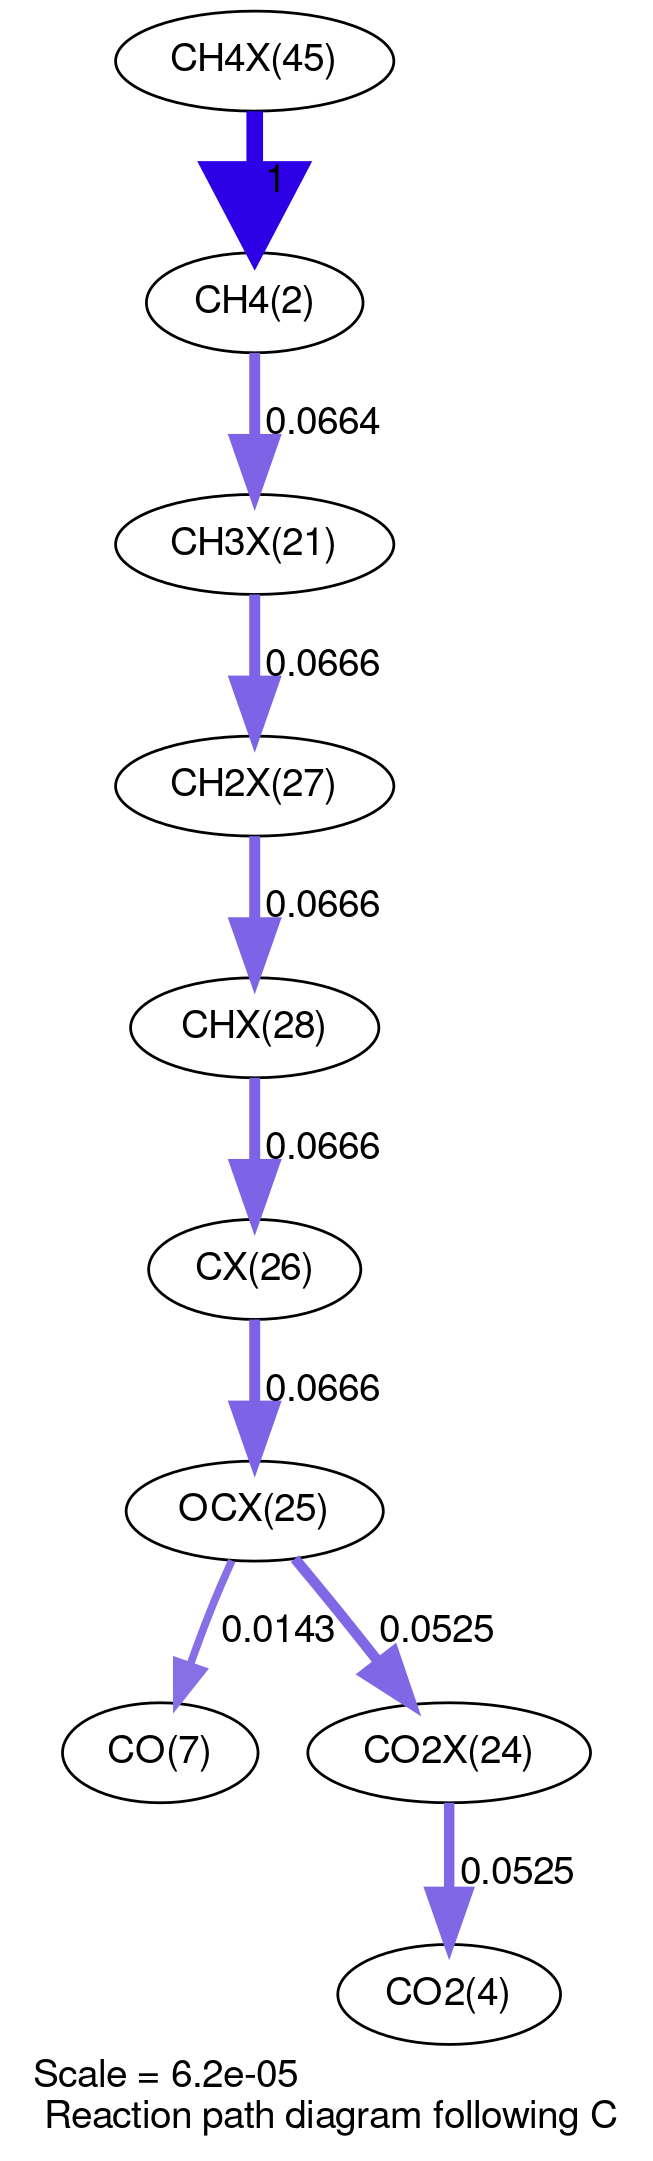 CH4X(45)
1
CH4(2)
0.0664
CH3X(21)
0.0666
CH2X(27)
0.0666
CHX(28)
0.0666
CX(26)
0.0666
OCX(25)
0.0143
0.0525
CO(7)
CO2X(24)
0.0525
CO2(4)
Scale = 6.2e-05
Reaction path diagram following C